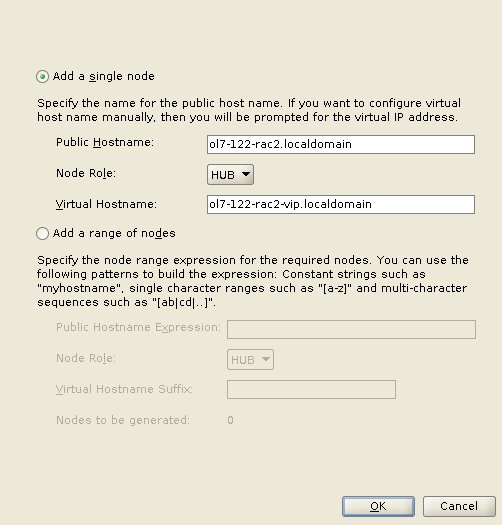 Add a single node
Specify the name for the public host name. If you want to configure virtual
host name manually, then you will be prompted for the virtual IP address.
Public Hostname: ol7-122-rac2.localdomain
Node Role: HUB
Virtual Hostname: ol7-122-rac2-vip.localdomain
Add a range of nodes
Specify the node range expression for the required nodes. You can use the
following patterns to build the expression: Constant strings such as
"myhostname", single character ranges such as "[a-z]" and multi-character
sequences such as "[ab|cd|..]".
Public Hostname Expression:
Node Role: HUB
Virtual Hostname Suffix:
Nodes to be generated: 0
OK Cancel